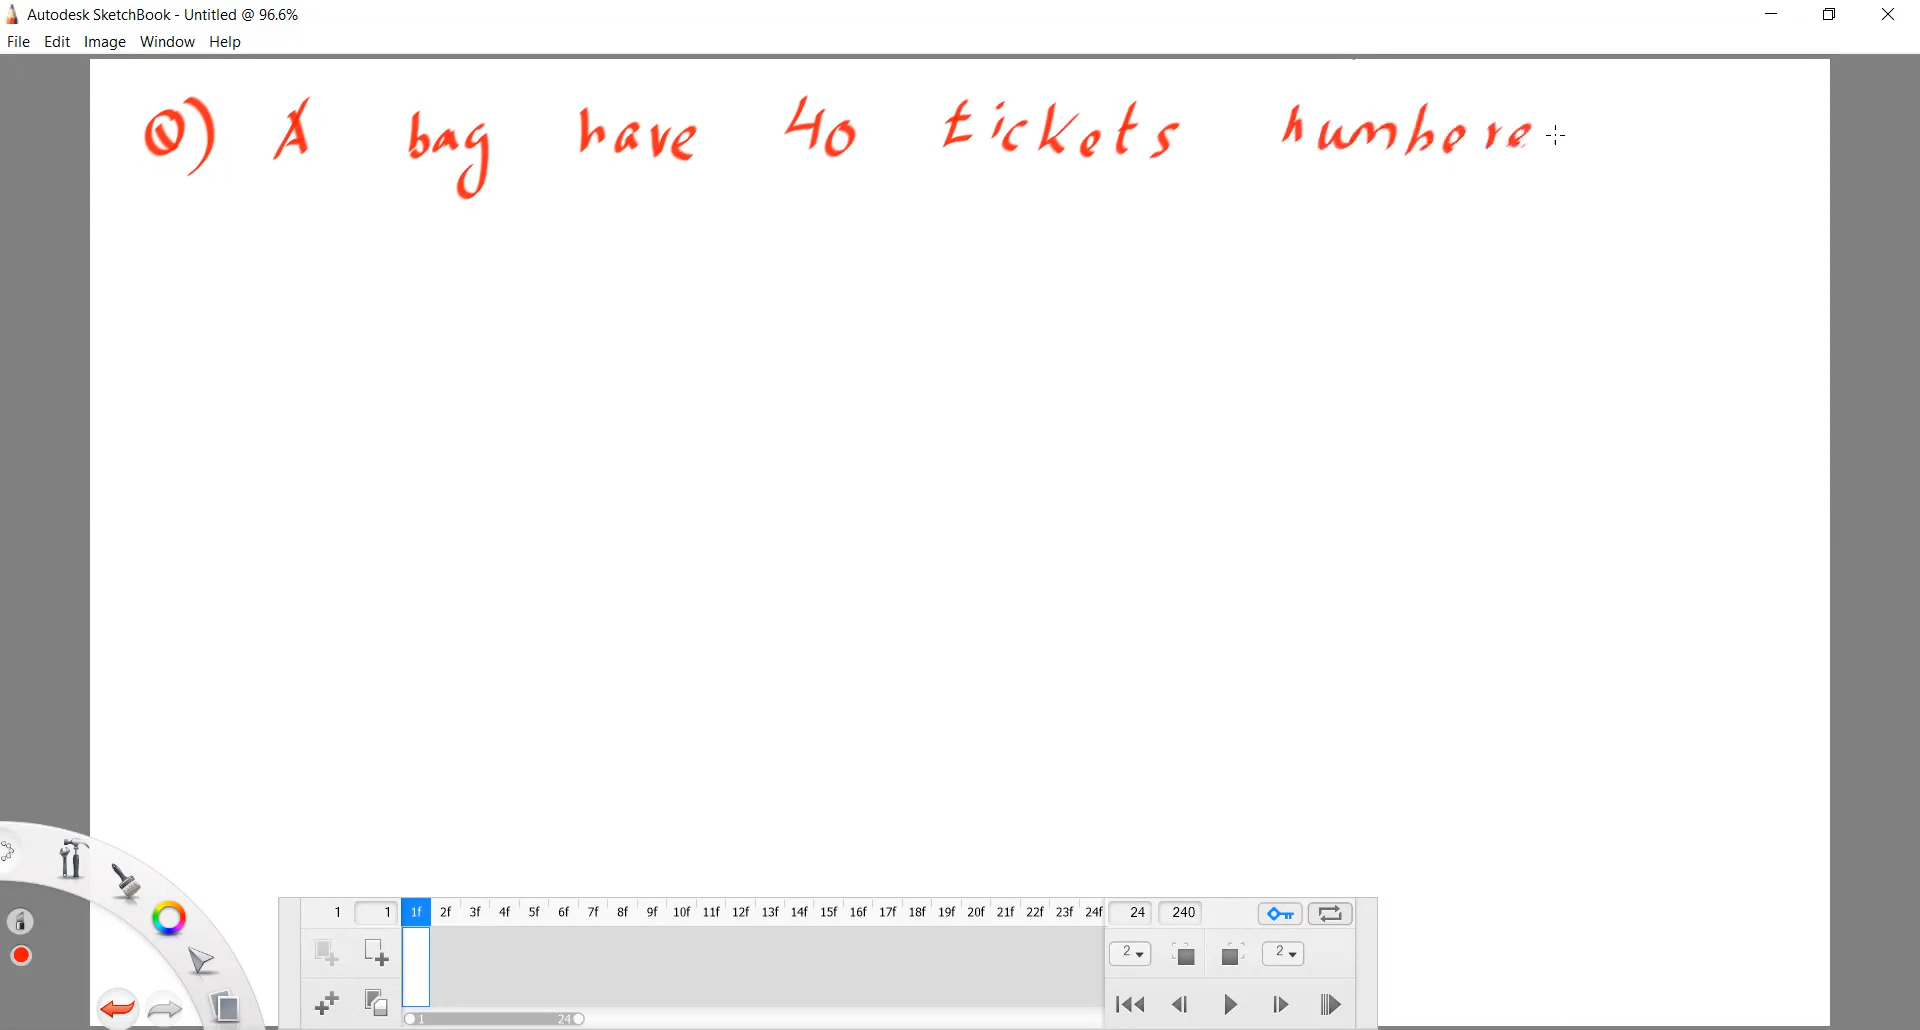 Autodesk SketchBook - Untitled @ 96.6%
File Edit Image Window Help
Q) A bag have 40 tickets numbere
1 1 1f 2f 3f 4f 5f 6f 7f 8f 9f 10f 11f 12f 13f 14f 15f 16f 17f 18f 19f 20f 21f 22f 23f 24f 24 240
2 2
1 24